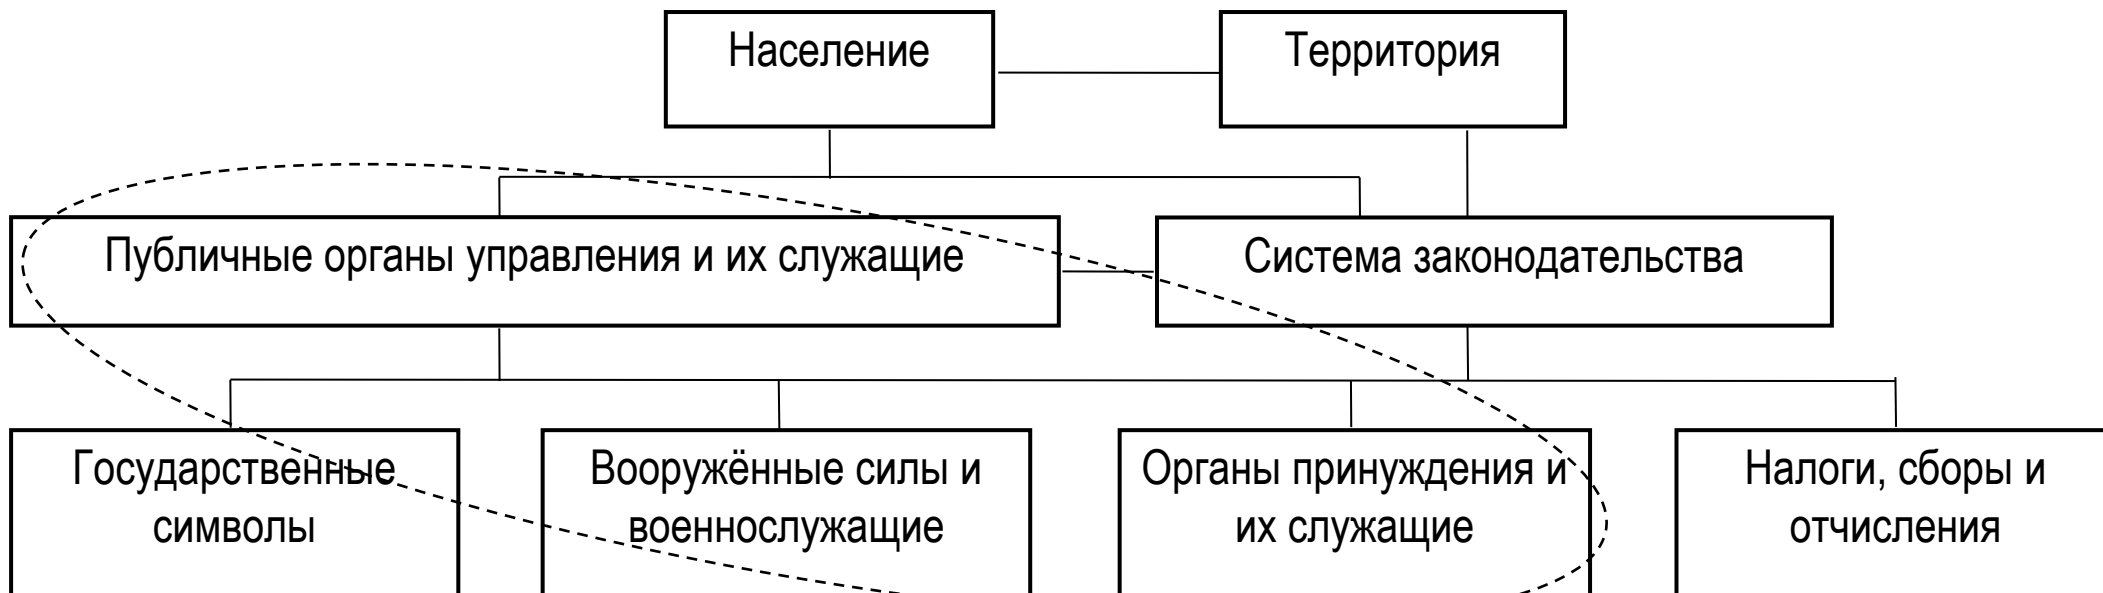 Население
Территория
Публичные органы управления и их служащие
Система законодательства
Государственные
символы
Вооружённые силы и
военнослужащие
Органы принуждения и
их служащие
Налоги, сборы и
отчисления